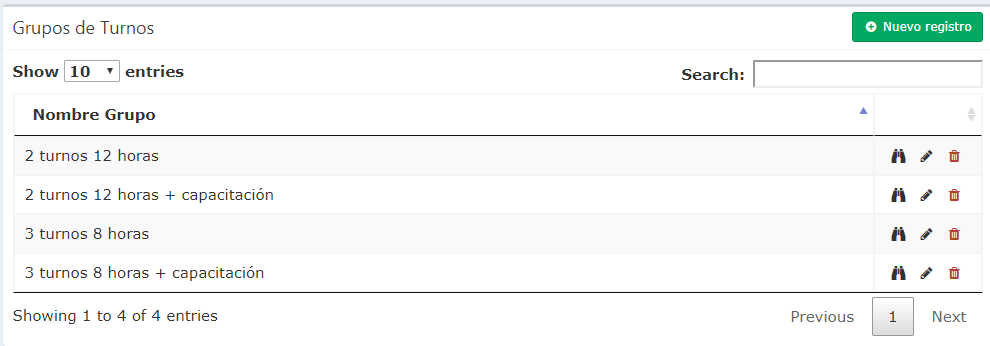 Grupos de Turnos
Nuevo registro
Show 10 entries
Search:
Nombre Grupo
2 turnos 12 horas
2 turnos 12 horas + capacitación
3 turnos 8 horas
3 turnos 8 horas + capacitación
Showing 1 to 4 of 4 entries
Previous 1 Next